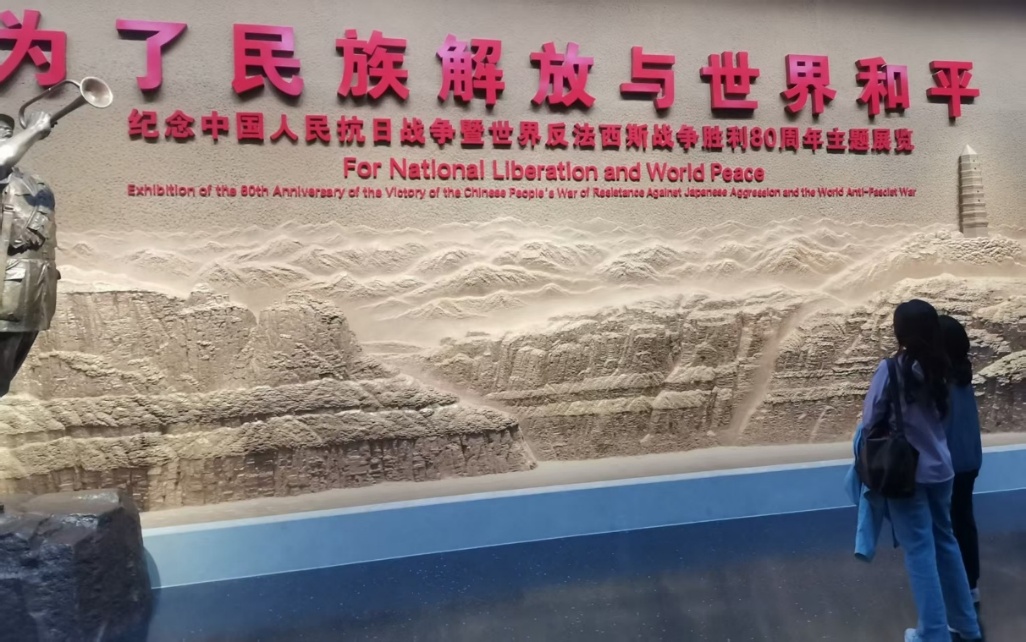 为了民族解放与世界和平
纪念中国人民抗日战争暨世界反法西斯战争胜利80周年主题展览
For National Liberation and World Peace
Exhibition of the 80th Anniversary of the Victory of the Chinese People's War of Resistance Against Japanese Aggression and the World Anti-Fascist War